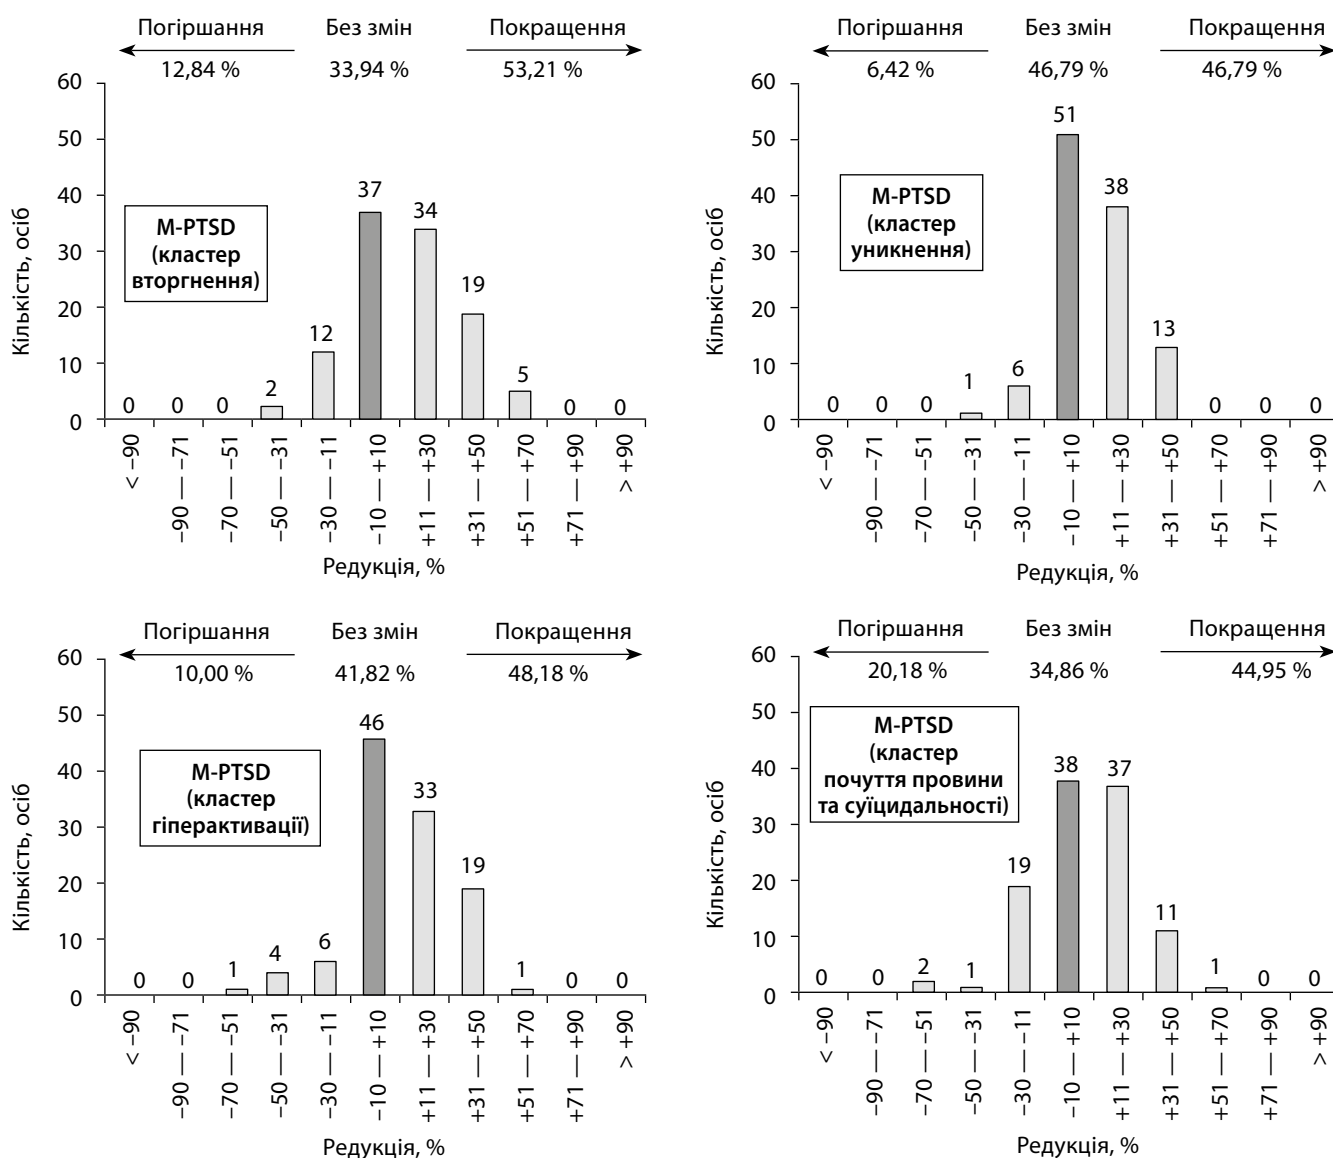 Погіршання Без змін Покращення
12,84 % 33,94 % 53,21 %
Кількість, осіб
60
50
40
30
20
10
0
M-PTSD
(кластер
вторгнення)
0 0 0 2 12 37 34 19 5 0 0
< −90
−90 — −71
−70 — −51
−50 — −31
−30 — −11
−10 — +10
+11 — +30
+31 — +50
+51 — +70
+71 — +90
> +90
Редукція, %
Погіршання Без змін Покращення
6,42 % 46,79 % 46,79 %
Кількість, осіб
60
50
40
30
20
10
0
M-PTSD
(кластер
уникнення)
0 0 0 1 6 51 38 13 0 0 0
< −90
−90 — −71
−70 — −51
−50 — −31
−30 — −11
−10 — +10
+11 — +30
+31 — +50
+51 — +70
+71 — +90
> +90
Редукція, %
Погіршання Без змін Покращення
10,00 % 41,82 % 48,18 %
Кількість, осіб
60
50
40
30
20
10
0
M-PTSD
(кластер
гіперактивації)
0 0 1 4 6 46 33 19 1 0 0
< −90
−90 — −71
−70 — −51
−50 — −31
−30 — −11
−10 — +10
+11 — +30
+31 — +50
+51 — +70
+71 — +90
> +90
Редукція, %
Погіршання Без змін Покращення
20,18 % 34,86 % 44,95 %
Кількість, осіб
60
50
40
30
20
10
0
M-PTSD
(кластер
почуття провини
та суїцидальності)
0 0 2 1 19 38 37 11 1 0 0
< −90
−90 — −71
−70 — −51
−50 — −31
−30 — −11
−10 — +10
+11 — +30
+31 — +50
+51 — +70
+71 — +90
> +90
Редукція, %